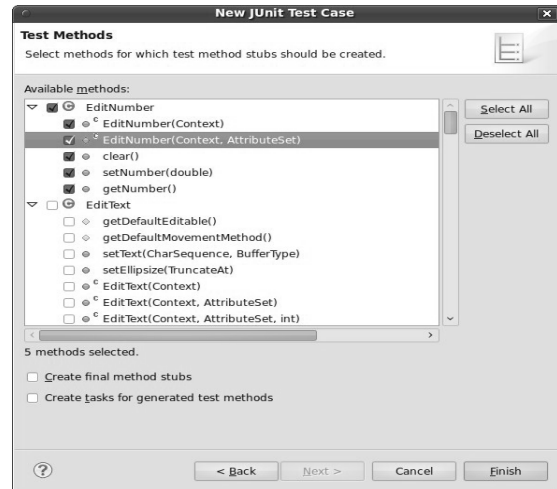 New JUnit Test Case
Test Methods
Select methods for which test method stubs should be created.
Available methods:
EditNumber
EditNumber(Context)
EditNumber(Context, AttributeSet)
clear()
setNumber(double)
getNumber()
EditText
getDefaultEditable()
getDefaultMovementMethod()
setText(CharSequence, BufferType)
setEllipsize(TruncateAt)
EditText(Context)
EditText(Context, AttributeSet)
EditText(Context, AttributeSet, int)
Select All
Deselect All
5 methods selected.
Create final method stubs
Create tasks for generated test methods
? < Back Next > Cancel Finish